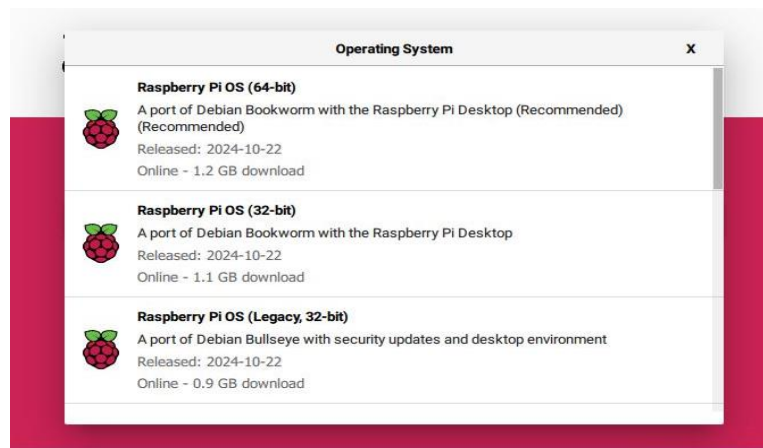 Operating System
X
Raspberry Pi OS (64-bit)
A port of Debian Bookworm with the Raspberry Pi Desktop (Recommended)
(Recommended)
Released: 2024-10-22
Online - 1.2 GB download
Raspberry Pi OS (32-bit)
A port of Debian Bookworm with the Raspberry Pi Desktop
Released: 2024-10-22
Online - 1.1 GB download
Raspberry Pi OS (Legacy, 32-bit)
A port of Debian Bullseye with security updates and desktop environment
Released: 2024-10-22
Online - 0.9 GB download